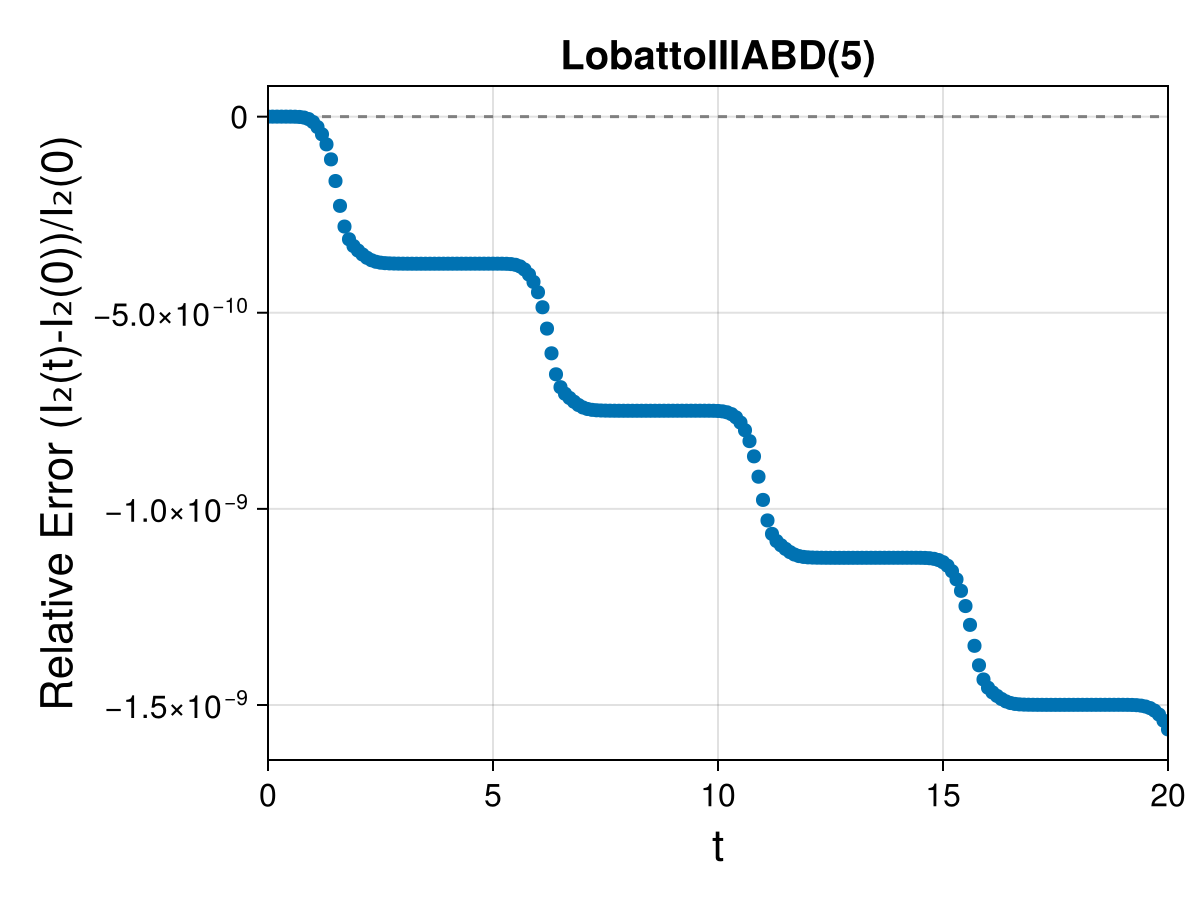 LobattoIIIABD(5)
Relative Error (I₂(t)-I₂(0))/I₂(0)
0
−5.0×10⁻¹⁰
−1.0×10⁻⁹
−1.5×10⁻⁹
0 5 10 15 20
t